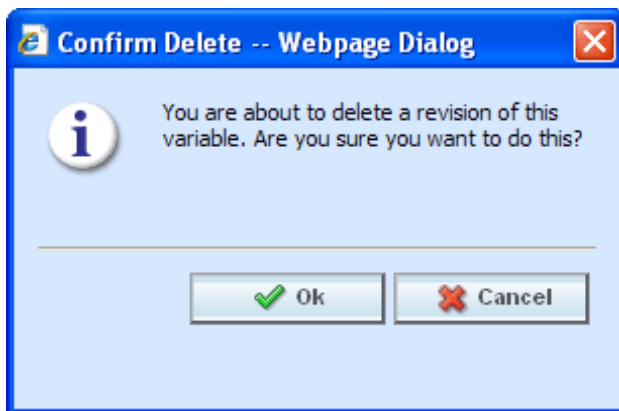 Confirm Delete -- Webpage Dialog
You are about to delete a revision of this
variable. Are you sure you want to do this?
Ok
Cancel